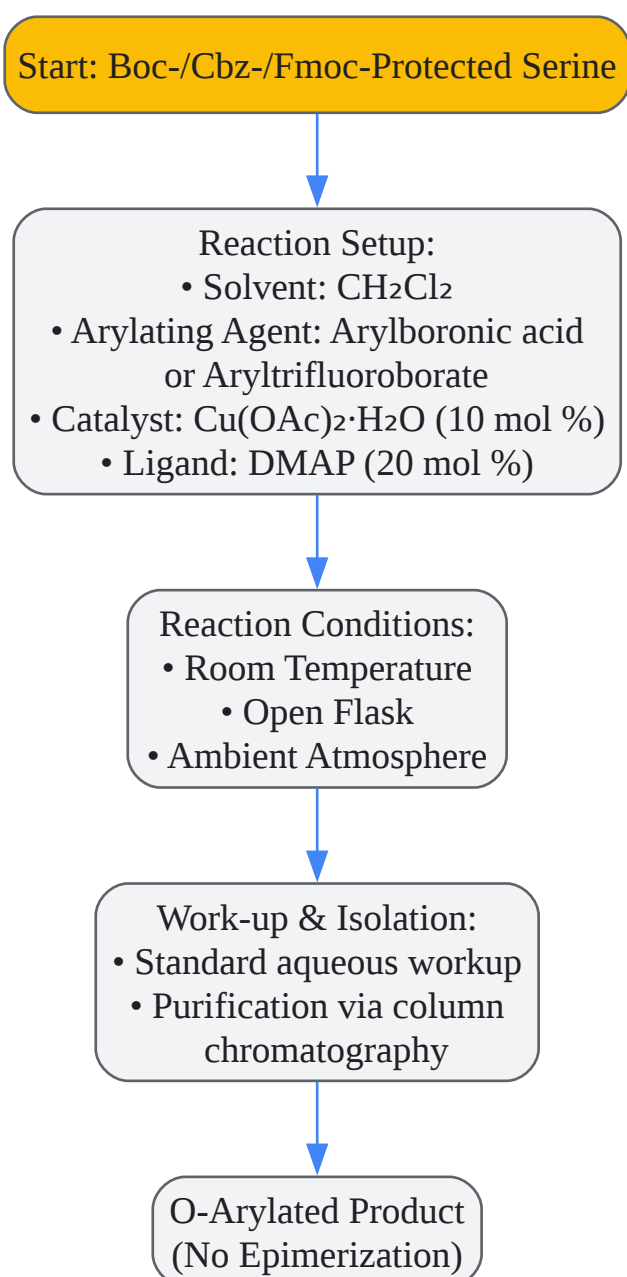 Start: Boc-/Cbz-/Fmoc-Protected Serine
Reaction Setup:
• Solvent: CH₂Cl₂
• Arylating Agent: Arylboronic acid
or Aryltrifluoroborate
• Catalyst: Cu(OAc)₂·H₂O (10 mol %)
• Ligand: DMAP (20 mol %)
Reaction Conditions:
• Room Temperature
• Open Flask
• Ambient Atmosphere
Work-up & Isolation:
• Standard aqueous workup
• Purification via column
chromatography
O-Arylated Product
(No Epimerization)